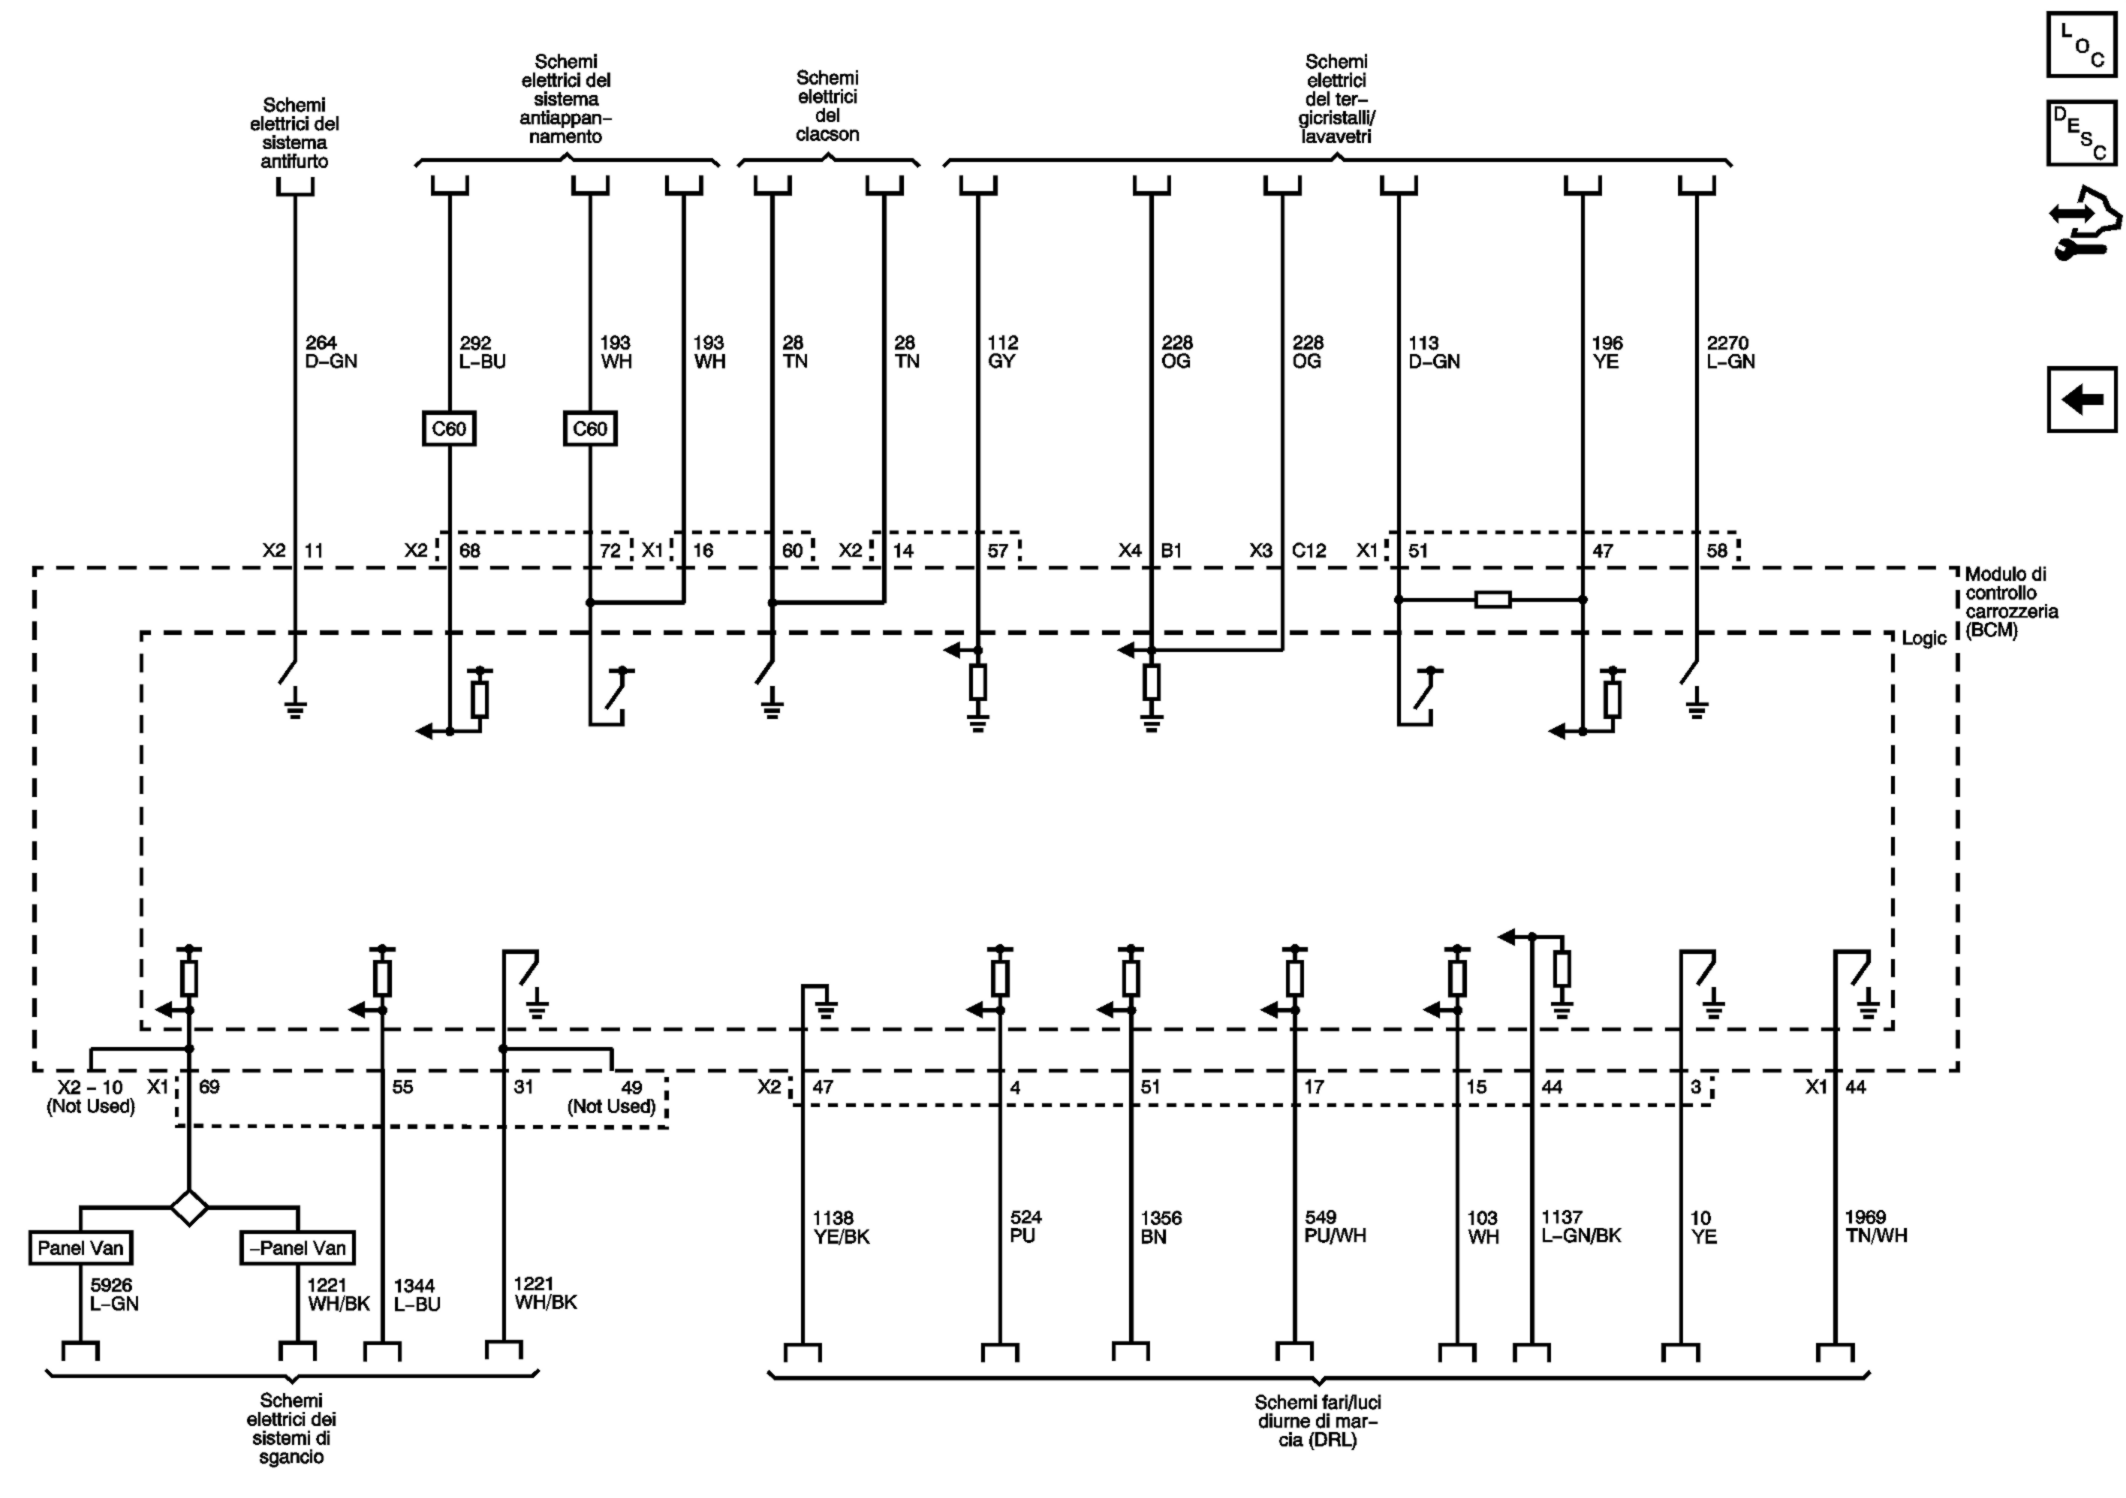 L O C
D E S C
Schemi
elettrici del
sistema
antifurto
Schemi
elettrici del
sistema
antiappan–
namento
Schemi
elettrici
del
clacson
Schemi
elettrici
del ter–
gicristalli/
lavavetri
264
D–GN
292
L–BU
193
WH
193
WH
28
TN
28
TN
112
GY
228
OG
228
OG
113
D–GN
196
YE
2270
L–GN
C60
C60
X2 11
X2 68
72
X1 16
60
X2 14
57
X4 B1
X3 C12
X1 51
47
58
Modulo di
controllo
carrozzeria
(BCM)
Logic
X2 – 10
(Not Used)
X1 69
55
31
49
(Not Used)
X2 47
4
51
17
15
44
3
X1 44
Panel Van
–Panel Van
5926
L–GN
1221
WH/BK
1344
L–BU
1221
WH/BK
1138
YE/BK
524
PU
1356
BN
549
PU/WH
103
WH
1137
L–GN/BK
10
YE
1969
TN/WH
Schemi
elettrici dei
sistemi di
sgancio
Schemi fari/luci
diurne di mar–
cia (DRL)